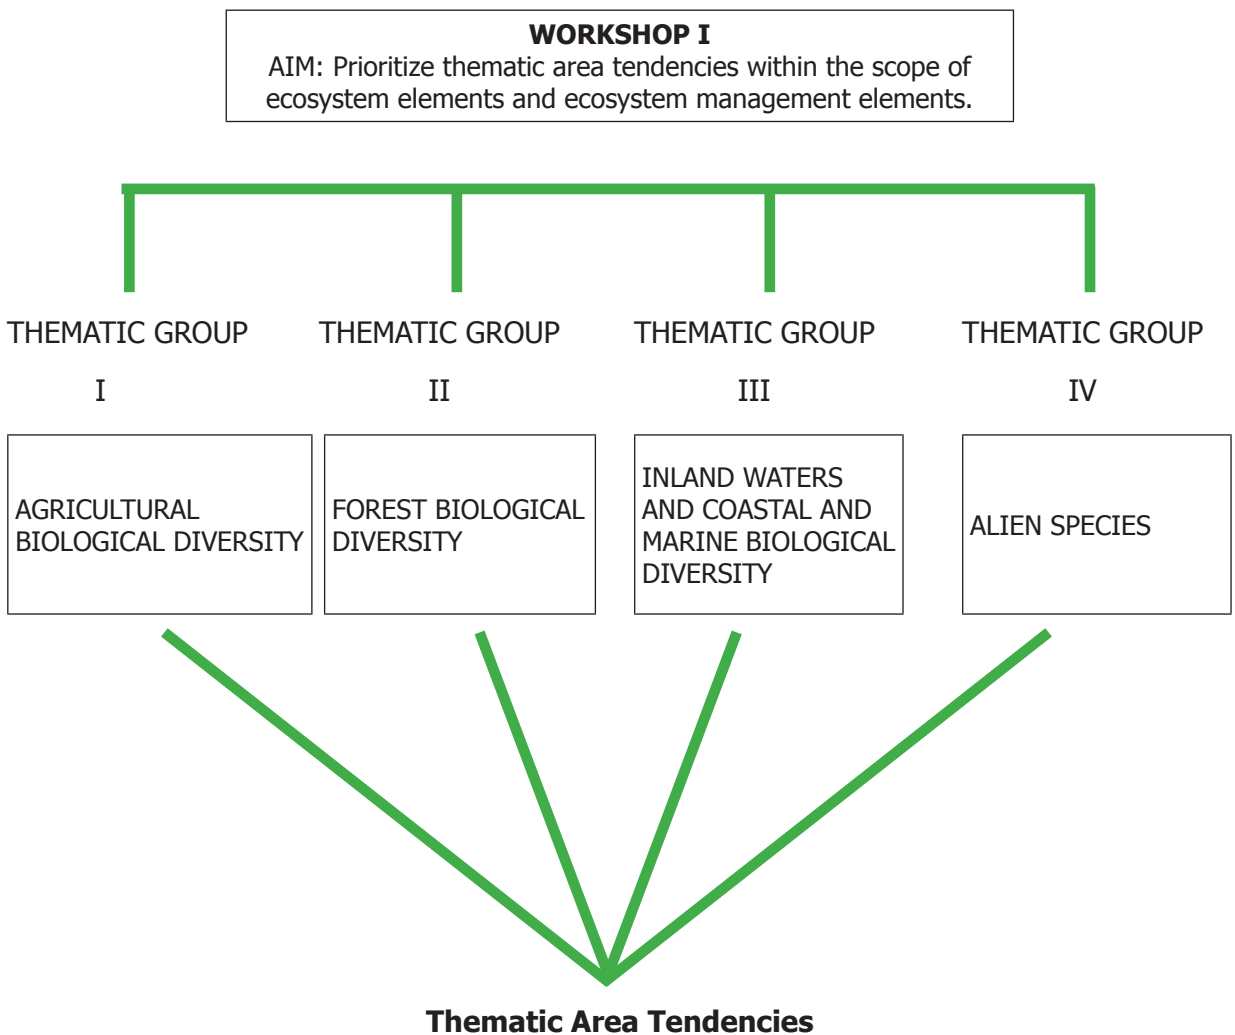 WORKSHOP I
AIM: Prioritize thematic area tendencies within the scope of
ecosystem elements and ecosystem management elements.
THEMATIC GROUP
I
THEMATIC GROUP
II
THEMATIC GROUP
III
THEMATIC GROUP
IV
AGRICULTURAL
BIOLOGICAL DIVERSITY
FOREST BIOLOGICAL
DIVERSITY
INLAND WATERS
AND COASTAL AND
MARINE BIOLOGICAL
DIVERSITY
ALIEN SPECIES
Thematic Area Tendencies